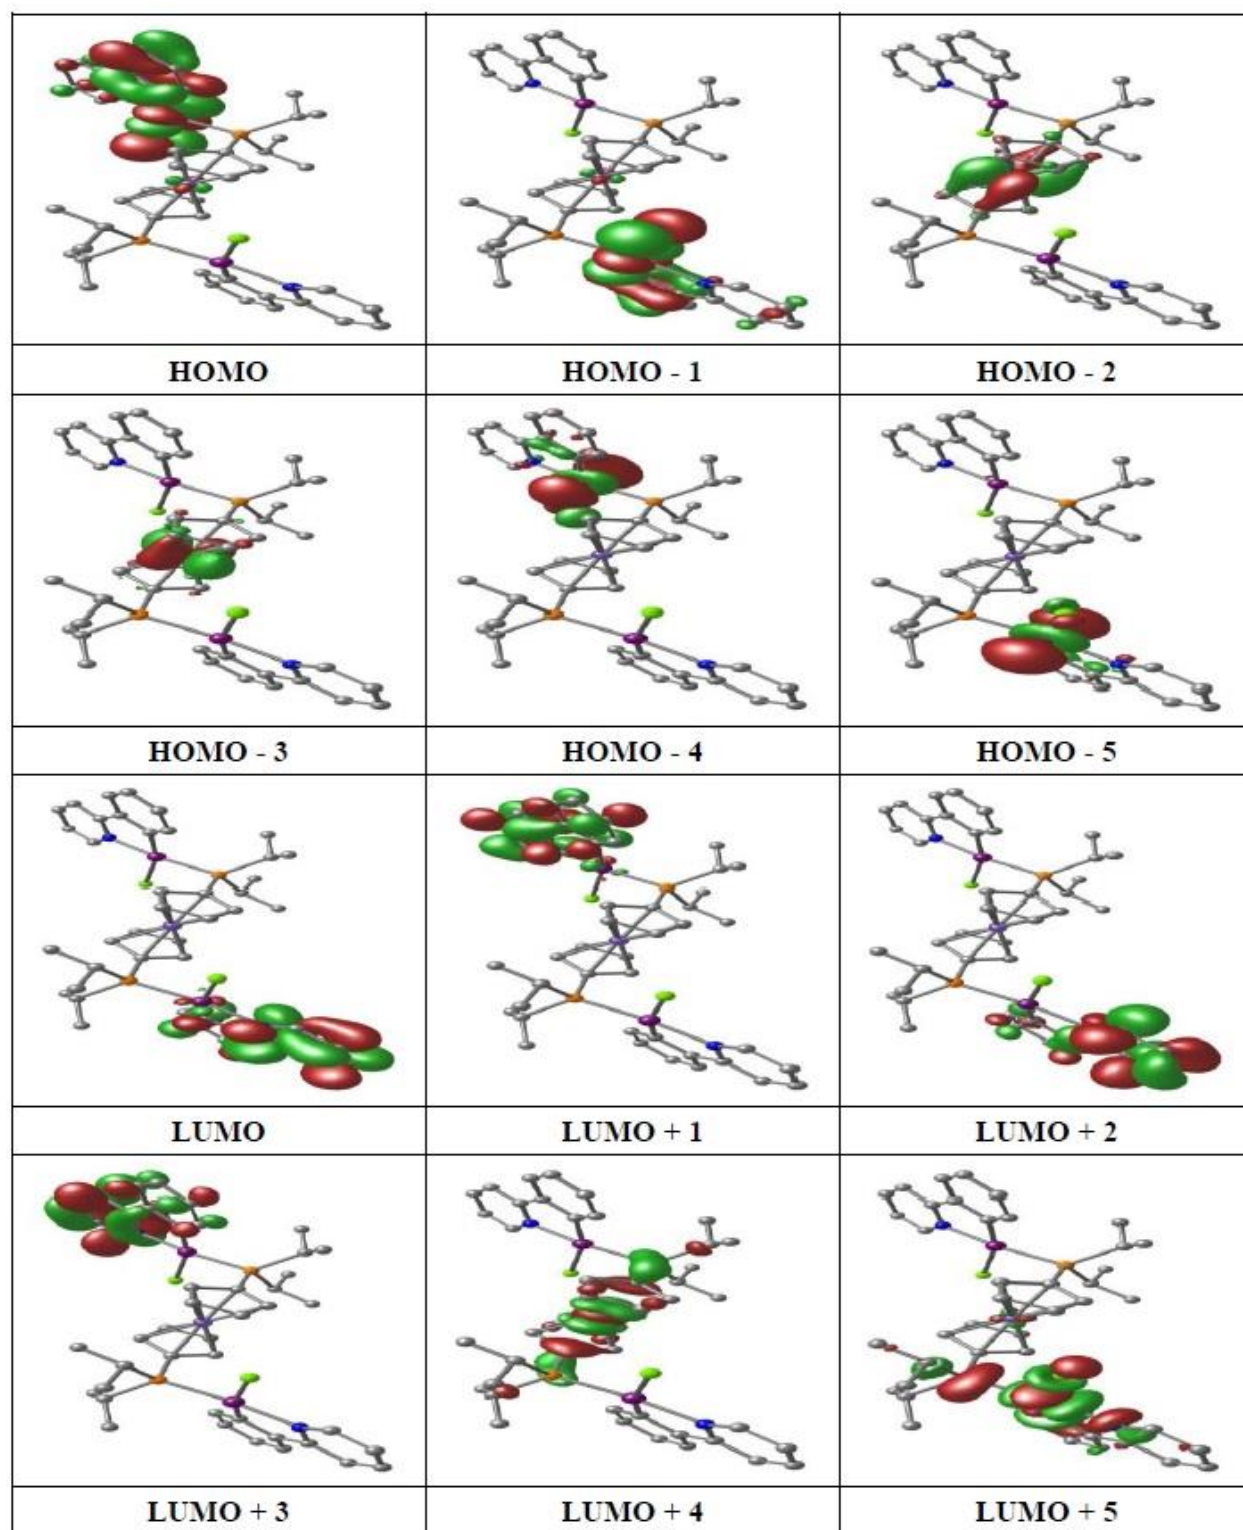 HOMO
HOMO - 1
HOMO - 2
HOMO - 3
HOMO - 4
HOMO - 5
LUMO
LUMO + 1
LUMO + 2
LUMO + 3
LUMO + 4
LUMO + 5